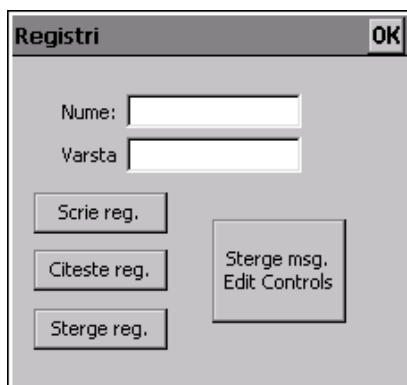 Registri OK
Nume:
Varsta
Scrie reg.
Citeste reg.
Sterge reg.
Sterge msg.
Edit Controls